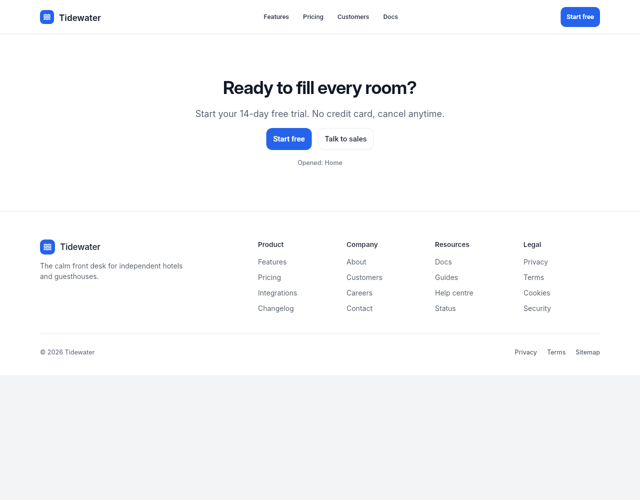 Tidewater
Features Pricing Customers Docs
Start free
Ready to fill every room?
Start your 14-day free trial. No credit card, cancel anytime.
Start free Talk to sales
Opened: Home
Tidewater
The calm front desk for independent hotels
and guesthouses.
Product
Features
Pricing
Integrations
Changelog
Company
About
Customers
Careers
Contact
Resources
Docs
Guides
Help centre
Status
Legal
Privacy
Terms
Cookies
Security
© 2026 Tidewater
Privacy Terms Sitemap